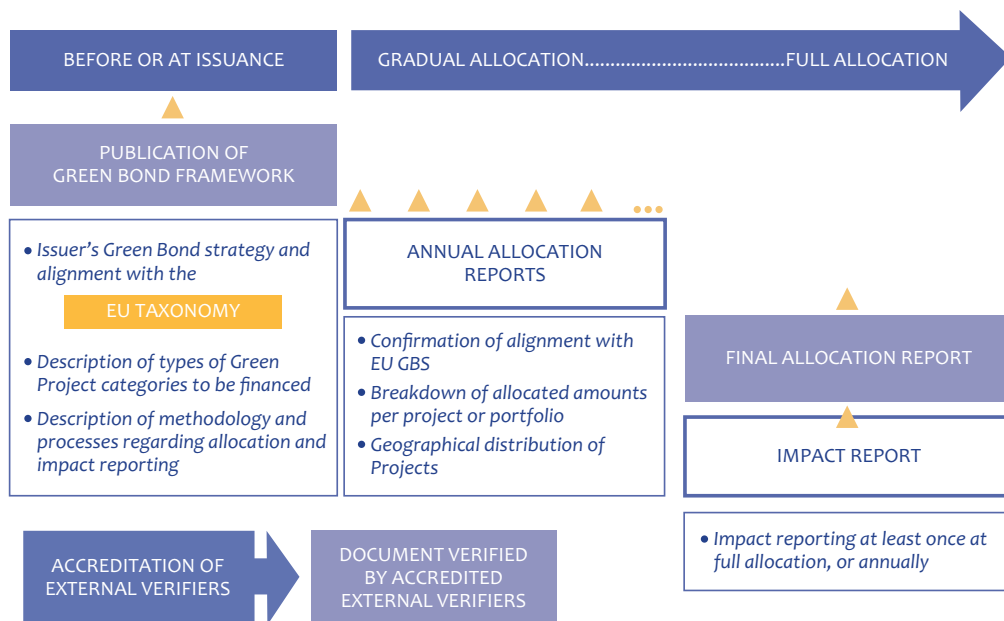 BEFORE OR AT ISSUANCE
GRADUAL ALLOCATION.......................................................FULL ALLOCATION
PUBLICATION OF
GREEN BOND FRAMEWORK
• Issuer's Green Bond strategy and
alignment with the
EU TAXONOMY
• Description of types of Green
Project categories to be financed
• Description of methodology and
processes regarding allocation and
impact reporting
...
ANNUAL ALLOCATION
REPORTS
• Confirmation of alignment with
EU GBS
• Breakdown of allocated amounts
per project or portfolio
• Geographical distribution of
Projects
FINAL ALLOCATION REPORT
IMPACT REPORT
• Impact reporting at least once at
full allocation, or annually
ACCREDITATION OF
EXTERNAL VERIFIERS
DOCUMENT VERIFIED
BY ACCREDITED
EXTERNAL VERIFIERS